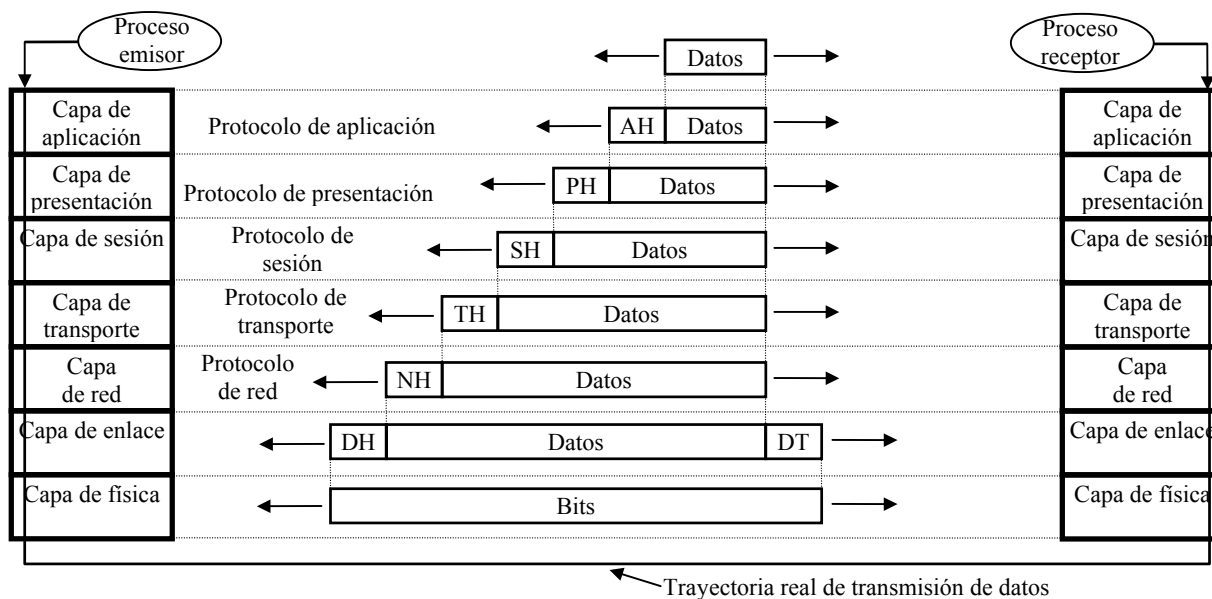 Proceso
emisor
Datos
Proceso
receptor
Capa de
aplicación
Protocolo de aplicación
AH
Datos
Capa de
aplicación
Capa de
presentación
Protocolo de presentación
PH
Datos
Capa de
presentación
Capa de sesión
Protocolo de
sesión
SH
Datos
Capa de sesión
Capa de
transporte
Protocolo de
transporte
TH
Datos
Capa de
transporte
Capa
de red
Protocolo
de red
NH
Datos
Capa
de red
Capa de enlace
DH
Datos
DT
Capa de enlace
Capa de física
Bits
Capa de física
Trayectoria real de transmisión de datos